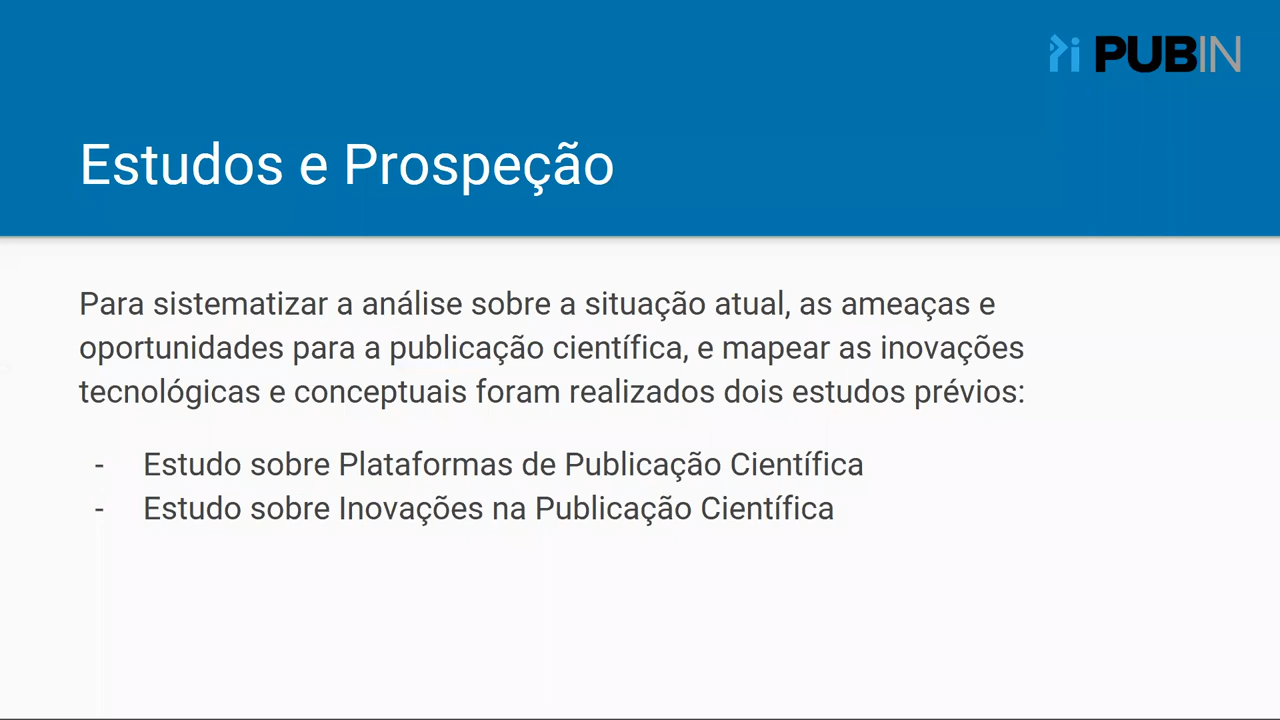 PUBIN
Estudos e Prospeção
Para sistematizar a análise sobre a situação atual, as ameaças e
oportunidades para a publicação científica, e mapear as inovações
tecnológicas e conceptuais foram realizados dois estudos prévios:
- Estudo sobre Plataformas de Publicação Científica
- Estudo sobre Inovações na Publicação Científica